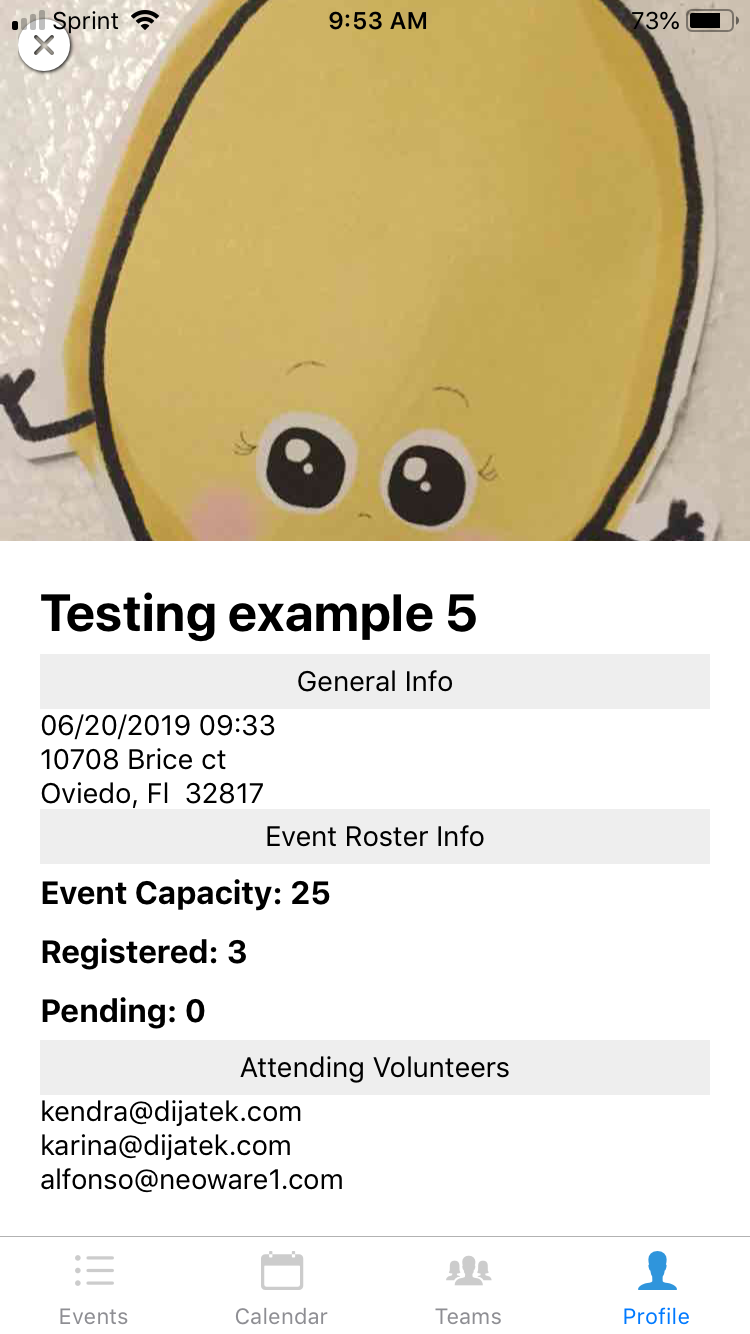 Sprint 9:53 AM 73%
Testing example 5
General Info
06/20/2019 09:33
10708 Brice ct
Oviedo, Fl  32817
Event Roster Info
Event Capacity: 25
Registered: 3
Pending: 0
Attending Volunteers
kendra@dijatek.com
karina@dijatek.com
alfonso@neoware1.com
Events Calendar Teams Profile